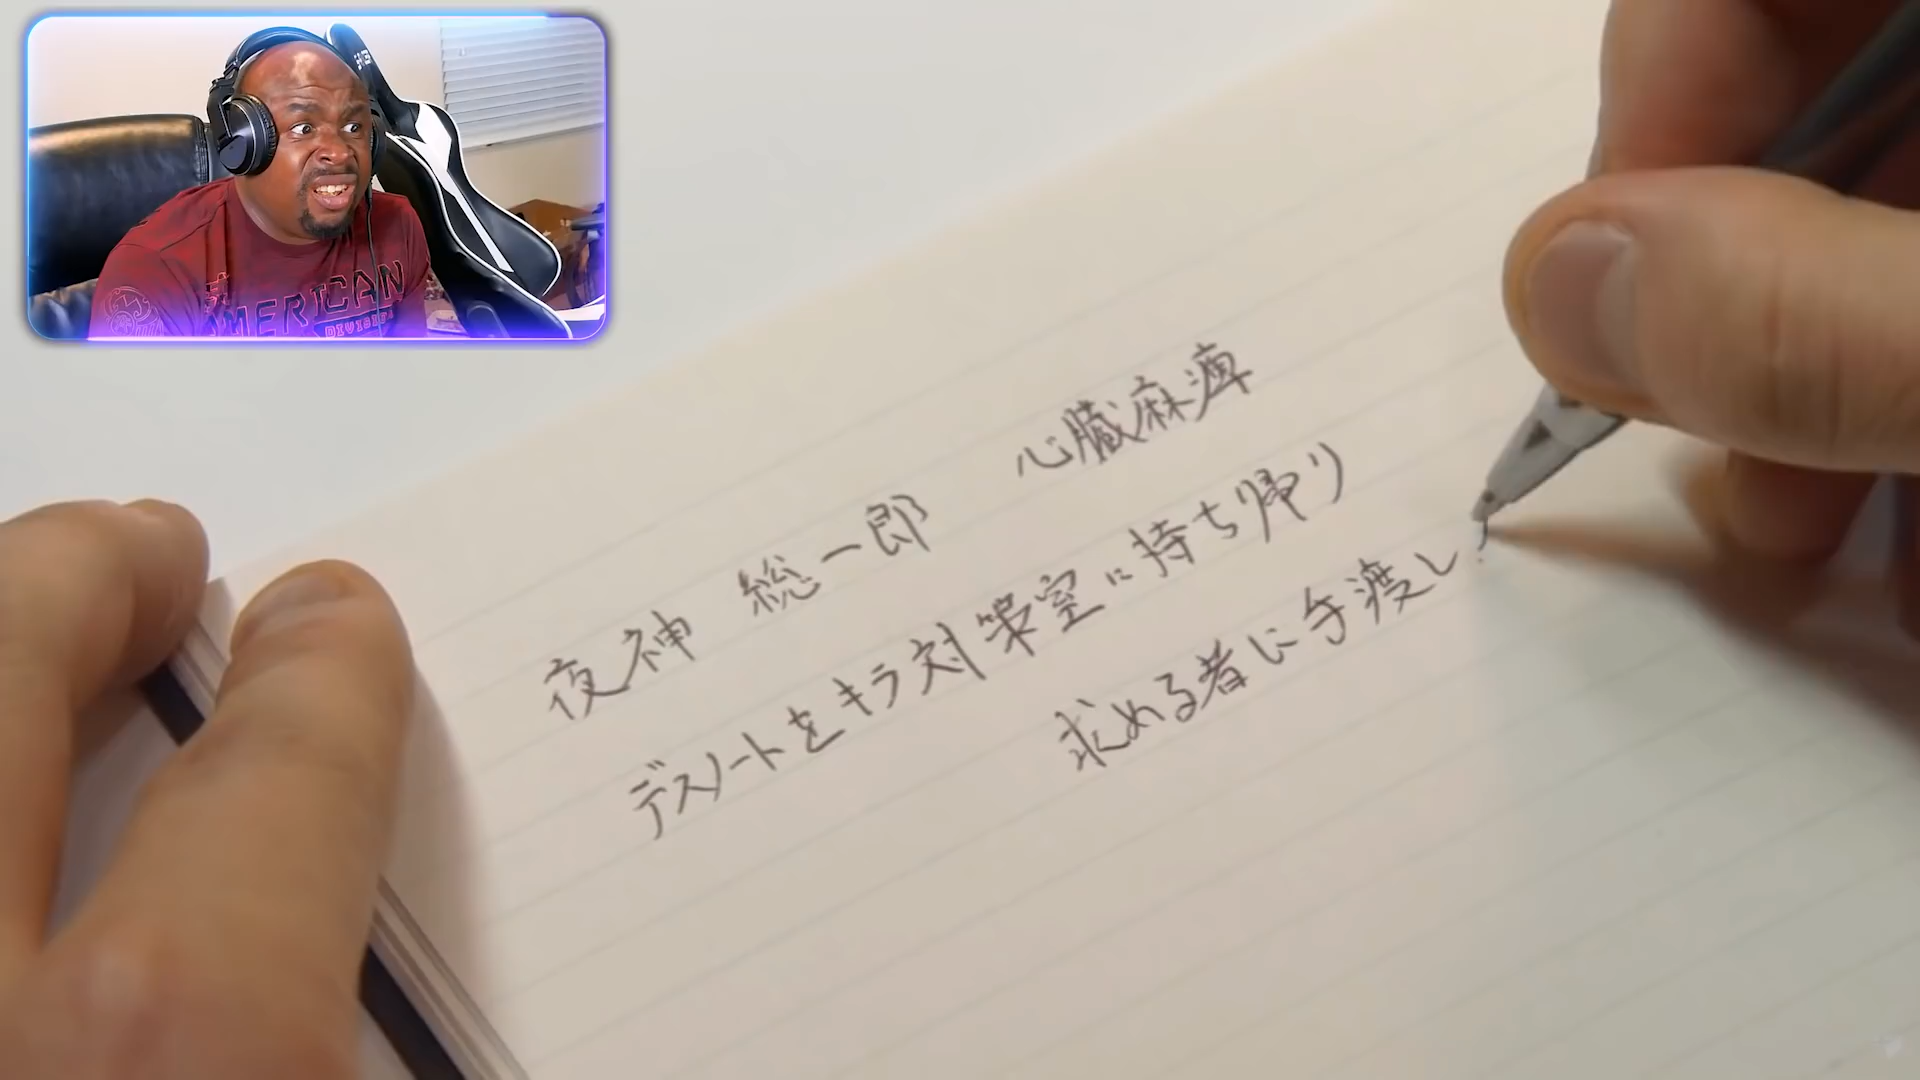 AMERICAN
DIVISION
夜神 総一郎 心臓麻痺
デスノートをキラ対策室に持ち帰り
求める者に手渡し